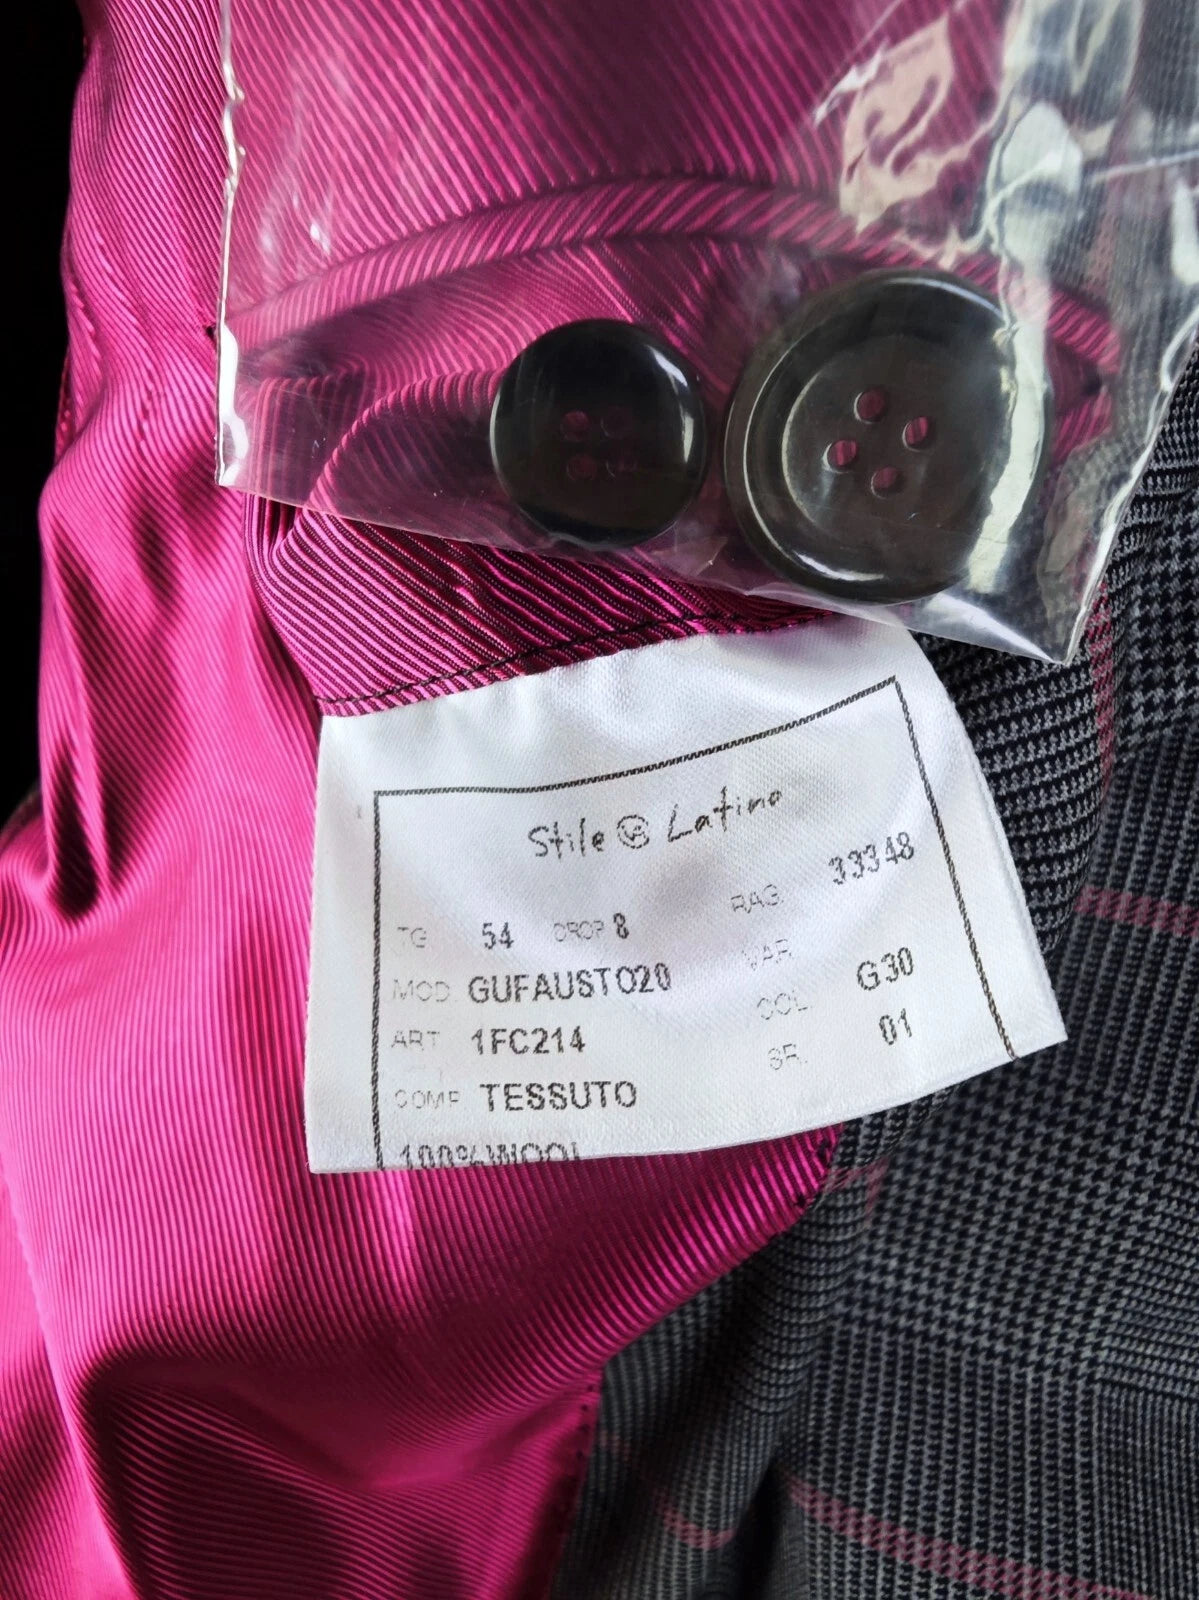 Stile Latino
TG 54 DROP 8 RAG. 33348
MOD. GUFAUSTO20 VAR
ART 1FC214 COL G30
COMP TESSUTO SR. 01
100%WOOL